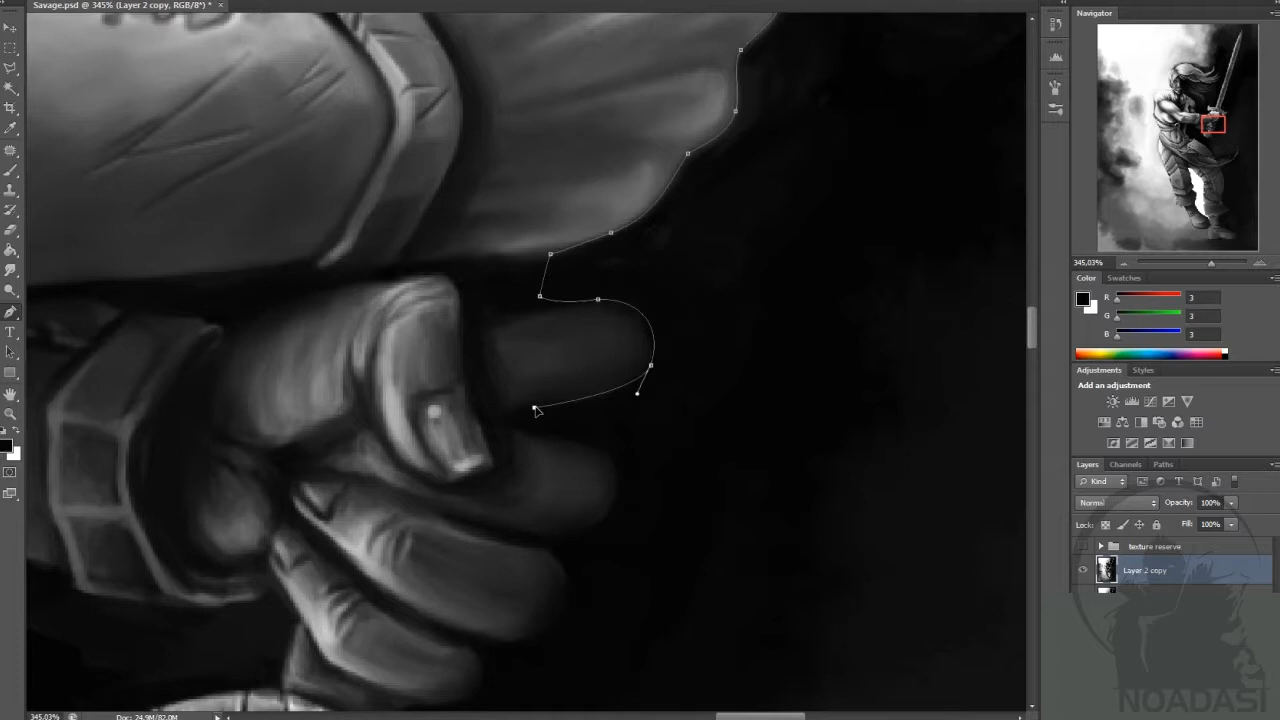 Savage.psd @ 345% (Layer 2 copy, RGB/8*) * ×
Navigator
345,03%
Color Swatches
R 3
G 3
B 3
Adjustments Styles
Add an adjustment
Layers Channels Paths
Kind
Normal Opacity: 100%
Lock: Fill: 100%
texture reserve
Layer 2 copy
NOADASI
345,03% Doc: 24,9M/82,0M